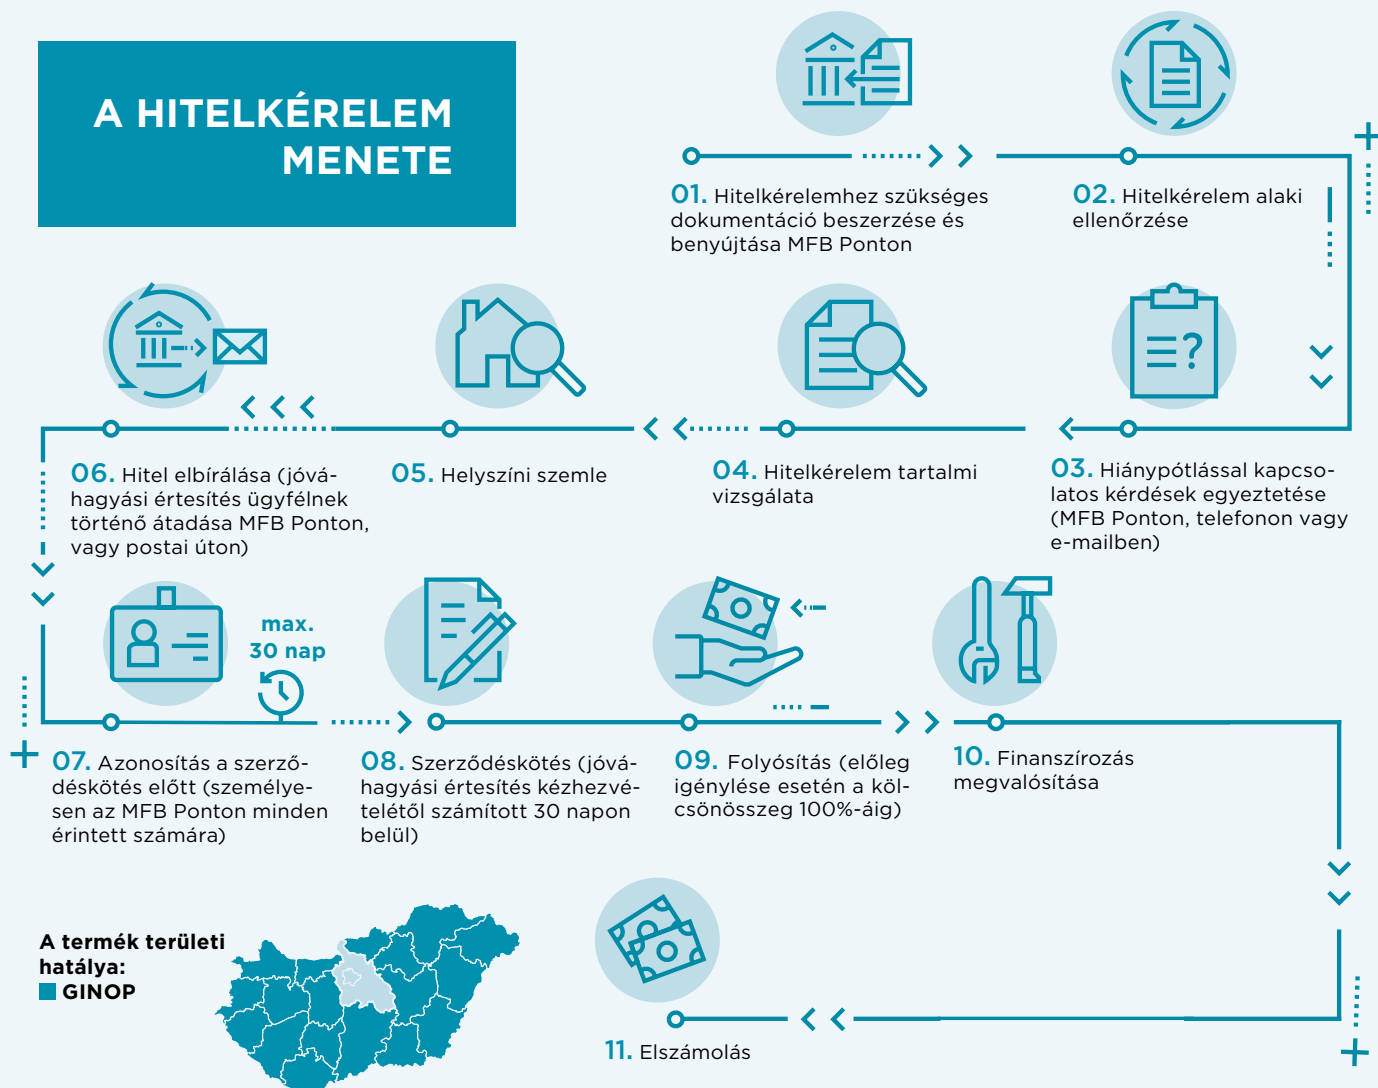 A HITELKÉRELEM
MENETE
01. Hitelkérelemhez szükséges
dokumentáció beszerzése és
benyújtása MFB Ponton
02. Hitelkérelem alaki
ellenőrzése
03. Hiánypótlással kapcso-
latos kérdések egyeztetése
(MFB Ponton, telefonon vagy
e-mailben)
04. Hitelkérelem tartalmi
vizsgálata
05. Helyszíni szemle
06. Hitel elbírálása (jóvá-
hagyási értesítés ügyfélnek
történő átadása MFB Ponton,
vagy postai úton)
07. Azonosítás a szerző-
déskötés előtt (személye-
sen az MFB Ponton minden
érintett számára)
max.
30 nap
08. Szerződéskötés (jóvá-
hagyási értesítés kézhezvé-
telétől számított 30 napon
belül)
09. Folyósítás (előleg
igénylése esetén a köl-
csönösszeg 100%-áig)
10. Finanszírozás
megvalósítása
11. Elszámolás
A termék területi
hatálya:
GINOP